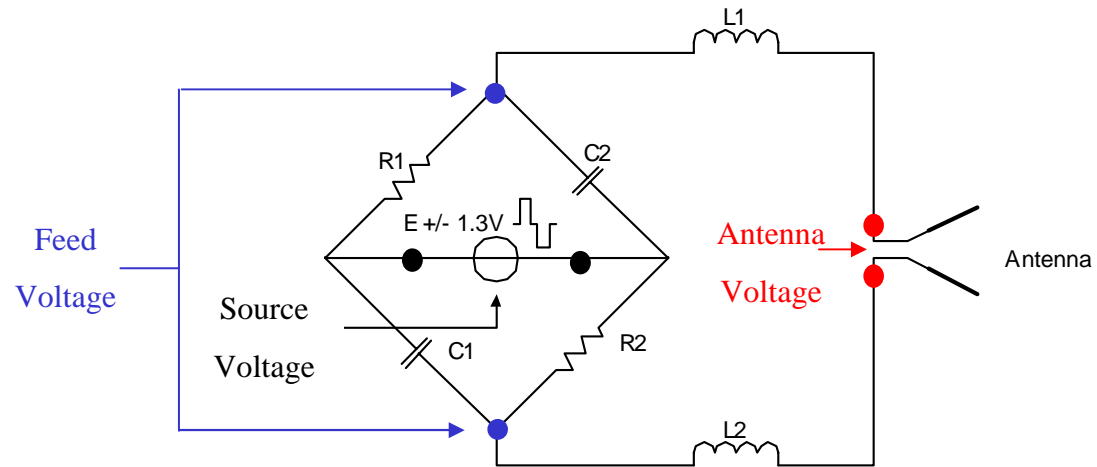 L1
R1
C2
E +/- 1.3V
Feed
Voltage
Antenna
Voltage
Antenna
Source
Voltage
C1
R2
L2